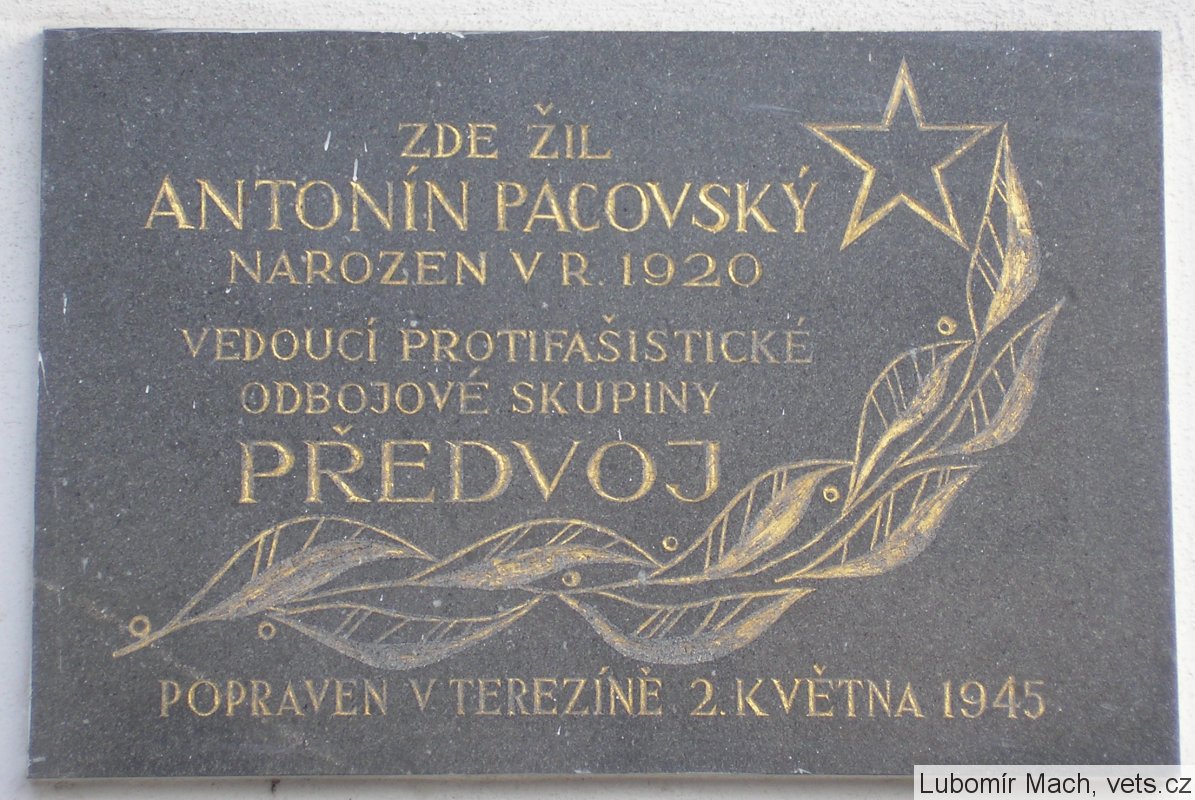 ZDE ŽIL
ANTONÍN PACOVSKÝ
NAROZEN V R. 1920
VEDOUCÍ PROTIFAŠISTICKÉ
ODBOJOVÉ SKUPINY
PŘEDVOJ
POPRAVEN V TEREZÍNĚ 2. KVĚTNA 1945
Lubomír Mach, vets.cz